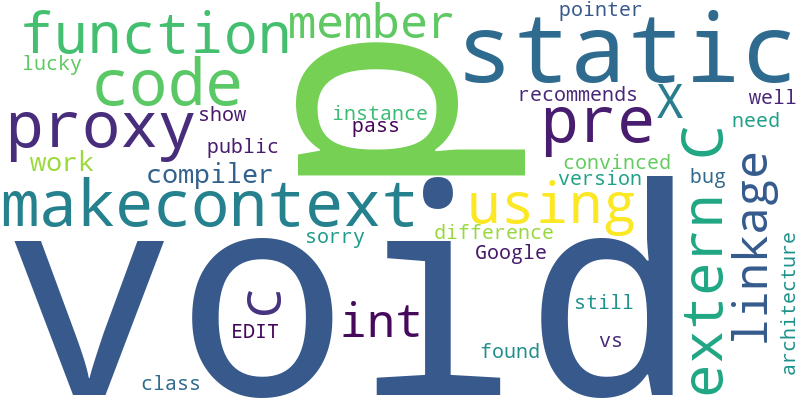 pointer
function
member
static
lucky
code
p
recommends
X
well
proxy
show
instance
pass
pre
need
public
extern C
work
compiler
convinced
version
bug
linkage
makecontext
using
sorry
difference
Google
architecture
void
C
EDIT
int
still
vs
found
class